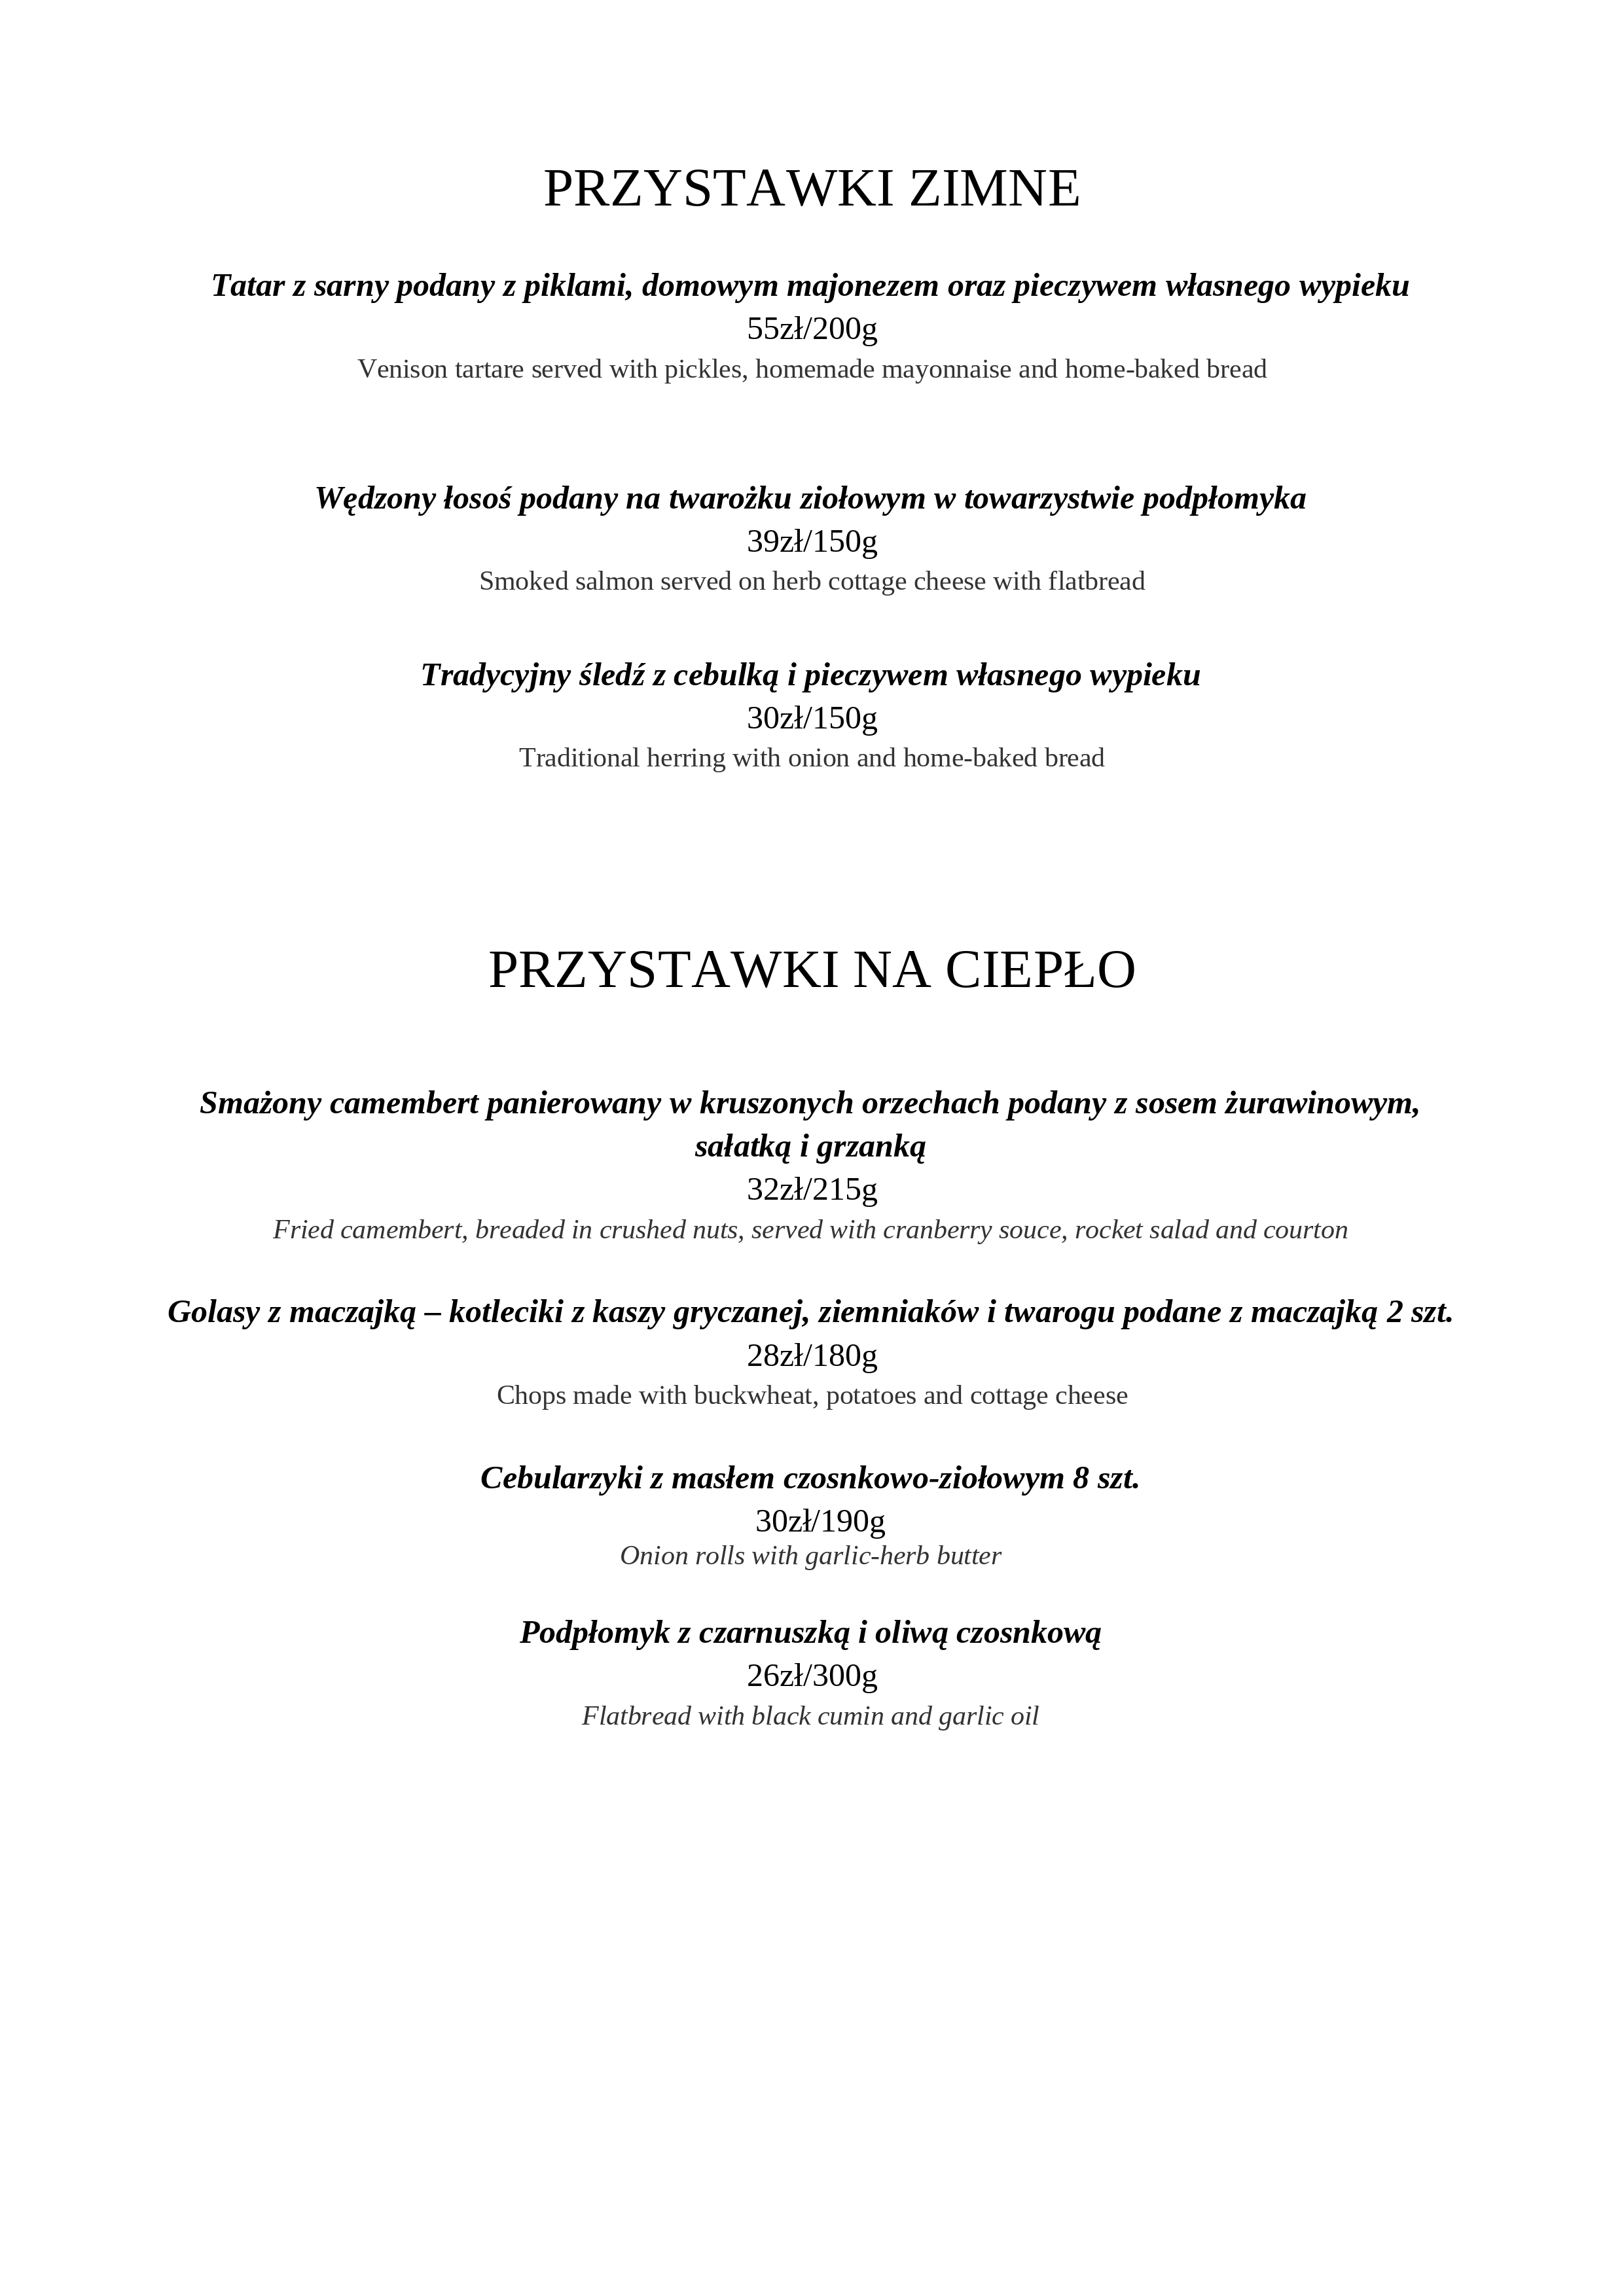 PRZYSTAWKI ZIMNE
Tatar z sarny podany z piklami, domowym majonezem oraz pieczywem własnego wypieku
55zł/200g
Venison tartare served with pickles, homemade mayonnaise and home-baked bread
Wędzony łosoś podany na twarożku ziołowym w towarzystwie podpłomyka
39zł/150g
Smoked salmon served on herb cottage cheese with flatbread
Tradycyjny śledź z cebulką i pieczywem własnego wypieku
30zł/150g
Traditional herring with onion and home-baked bread
PRZYSTAWKI NA CIEPŁO
Smażony camembert panierowany w kruszonych orzechach podany z sosem żurawinowym,
sałatką i grzanką
32zł/215g
Fried camembert, breaded in crushed nuts, served with cranberry souce, rocket salad and courton
Golasy z maczajką – kotleciki z kaszy gryczanej, ziemniaków i twarogu podane z maczajką 2 szt.
28zł/180g
Chops made with buckwheat, potatoes and cottage cheese
Cebularzyki z masłem czosnkowo-ziołowym 8 szt.
30zł/190g
Onion rolls with garlic-herb butter
Podpłomyk z czarnuszką i oliwą czosnkową
26zł/300g
Flatbread with black cumin and garlic oil